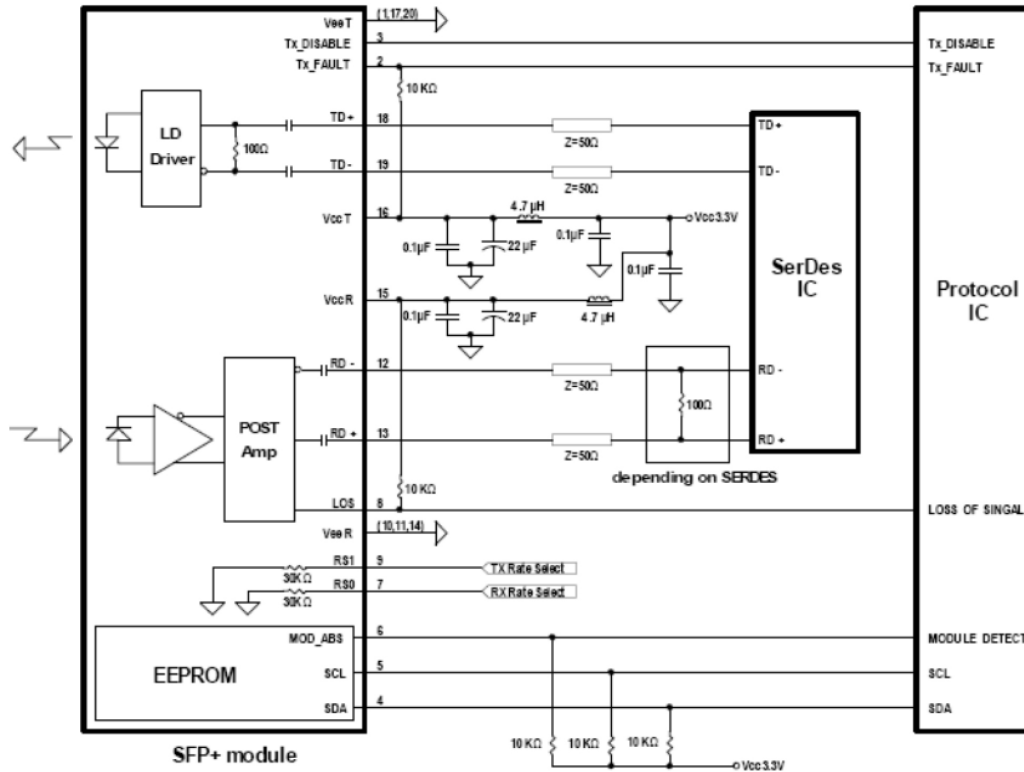 VeeT (1,17,20)
Tx_DISABLE 3 Tx_DISABLE
Tx_FAULT 2 Tx_FAULT
10 KΩ
LD
Driver
100Ω
TD+ 18 TD+
Z=50Ω
TD - 19 TD-
Z=50Ω
VccT 16 4.7 µH Vcc3.3V
0.1µF 22 µF 0.1µF
0.1µF
SerDes
IC
Protocol
IC
VccR 15
0.1µF 22 µF 4.7 µH
RD - 12 RD -
Z=50Ω
100Ω
POST
Amp
RD + 13 RD +
Z=50Ω
depending on SERDES
10 KΩ
LOS 8 LOSS OF SINGAL
VeeR (10,11,14)
RS1 9 TX Rate Select
30KΩ
RS0 7 RX Rate Select
30KΩ
MOD_ABS 6 MODULE DETECT
EEPROM
SCL 5 SCL
SDA 4 SDA
10 KΩ 10 KΩ 10 KΩ
Vcc3.3V
SFP+ module